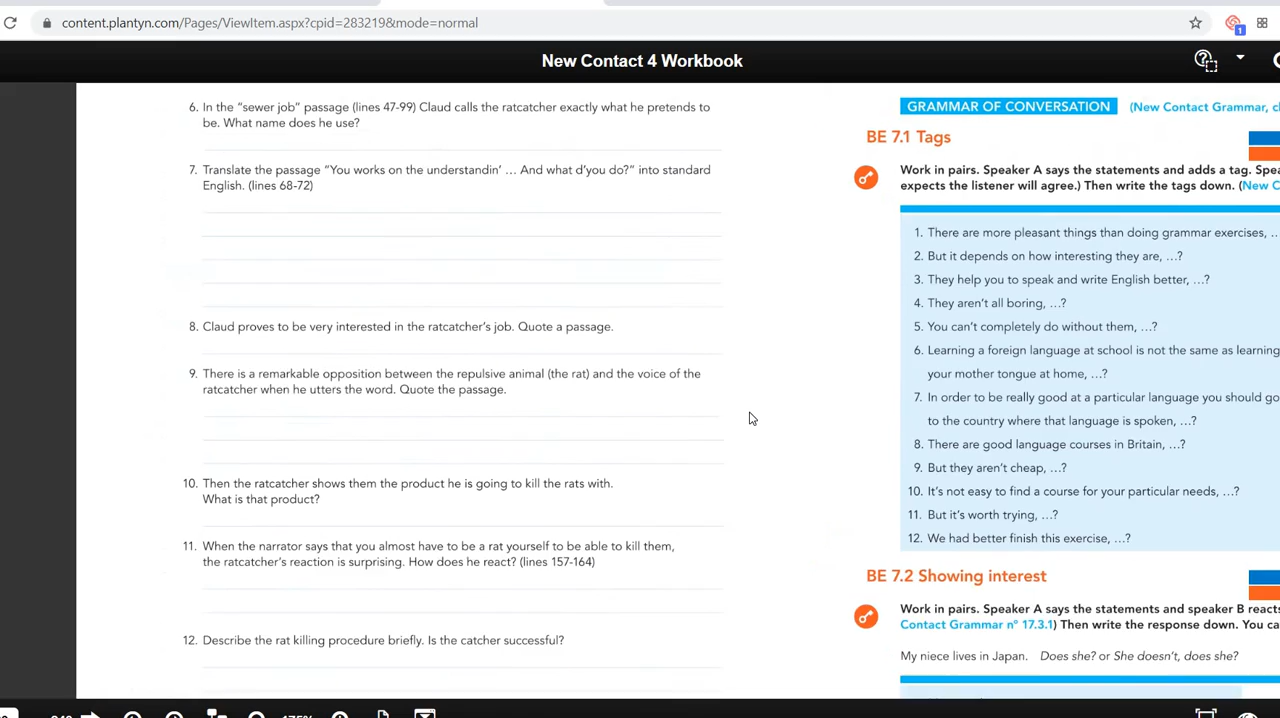 content.plantyn.com/Pages/ViewItem.aspx?cpid=283219&mode=normal
1
New Contact 4 Workbook
6. In the “sewer job” passage (lines 47-99) Claud calls the ratcatcher exactly what he pretends to
be. What name does he use?
7. Translate the passage “You works on the understandin’ … And what d’you do?” into standard
English. (lines 68-72)
8. Claud proves to be very interested in the ratcatcher’s job. Quote a passage.
9. There is a remarkable opposition between the repulsive animal (the rat) and the voice of the
ratcatcher when he utters the word. Quote the passage.
10. Then the ratcatcher shows them the product he is going to kill the rats with.
What is that product?
11. When the narrator says that you almost have to be a rat yourself to be able to kill them,
the ratcatcher’s reaction is surprising. How does he react? (lines 157-164)
12. Describe the rat killing procedure briefly. Is the catcher successful?
GRAMMAR OF CONVERSATION (New Contact Grammar, c
BE 7.1 Tags
Work in pairs. Speaker A says the statements and adds a tag. Spea
expects the listener will agree.) Then write the tags down. (New C
1. There are more pleasant things than doing grammar exercises, …
2. But it depends on how interesting they are, …?
3. They help you to speak and write English better, …?
4. They aren’t all boring, …?
5. You can’t completely do without them, …?
6. Learning a foreign language at school is not the same as learning
your mother tongue at home, …?
7. In order to be really good at a particular language you should go
to the country where that language is spoken, …?
8. There are good language courses in Britain, …?
9. But they aren’t cheap, …?
10. It’s not easy to find a course for your particular needs, …?
11. But it’s worth trying, …?
12. We had better finish this exercise, …?
BE 7.2 Showing interest
Work in pairs. Speaker A says the statements and speaker B reacts
Contact Grammar n° 17.3.1) Then write the response down. You ca
My niece lives in Japan. Does she? or She doesn’t, does she?